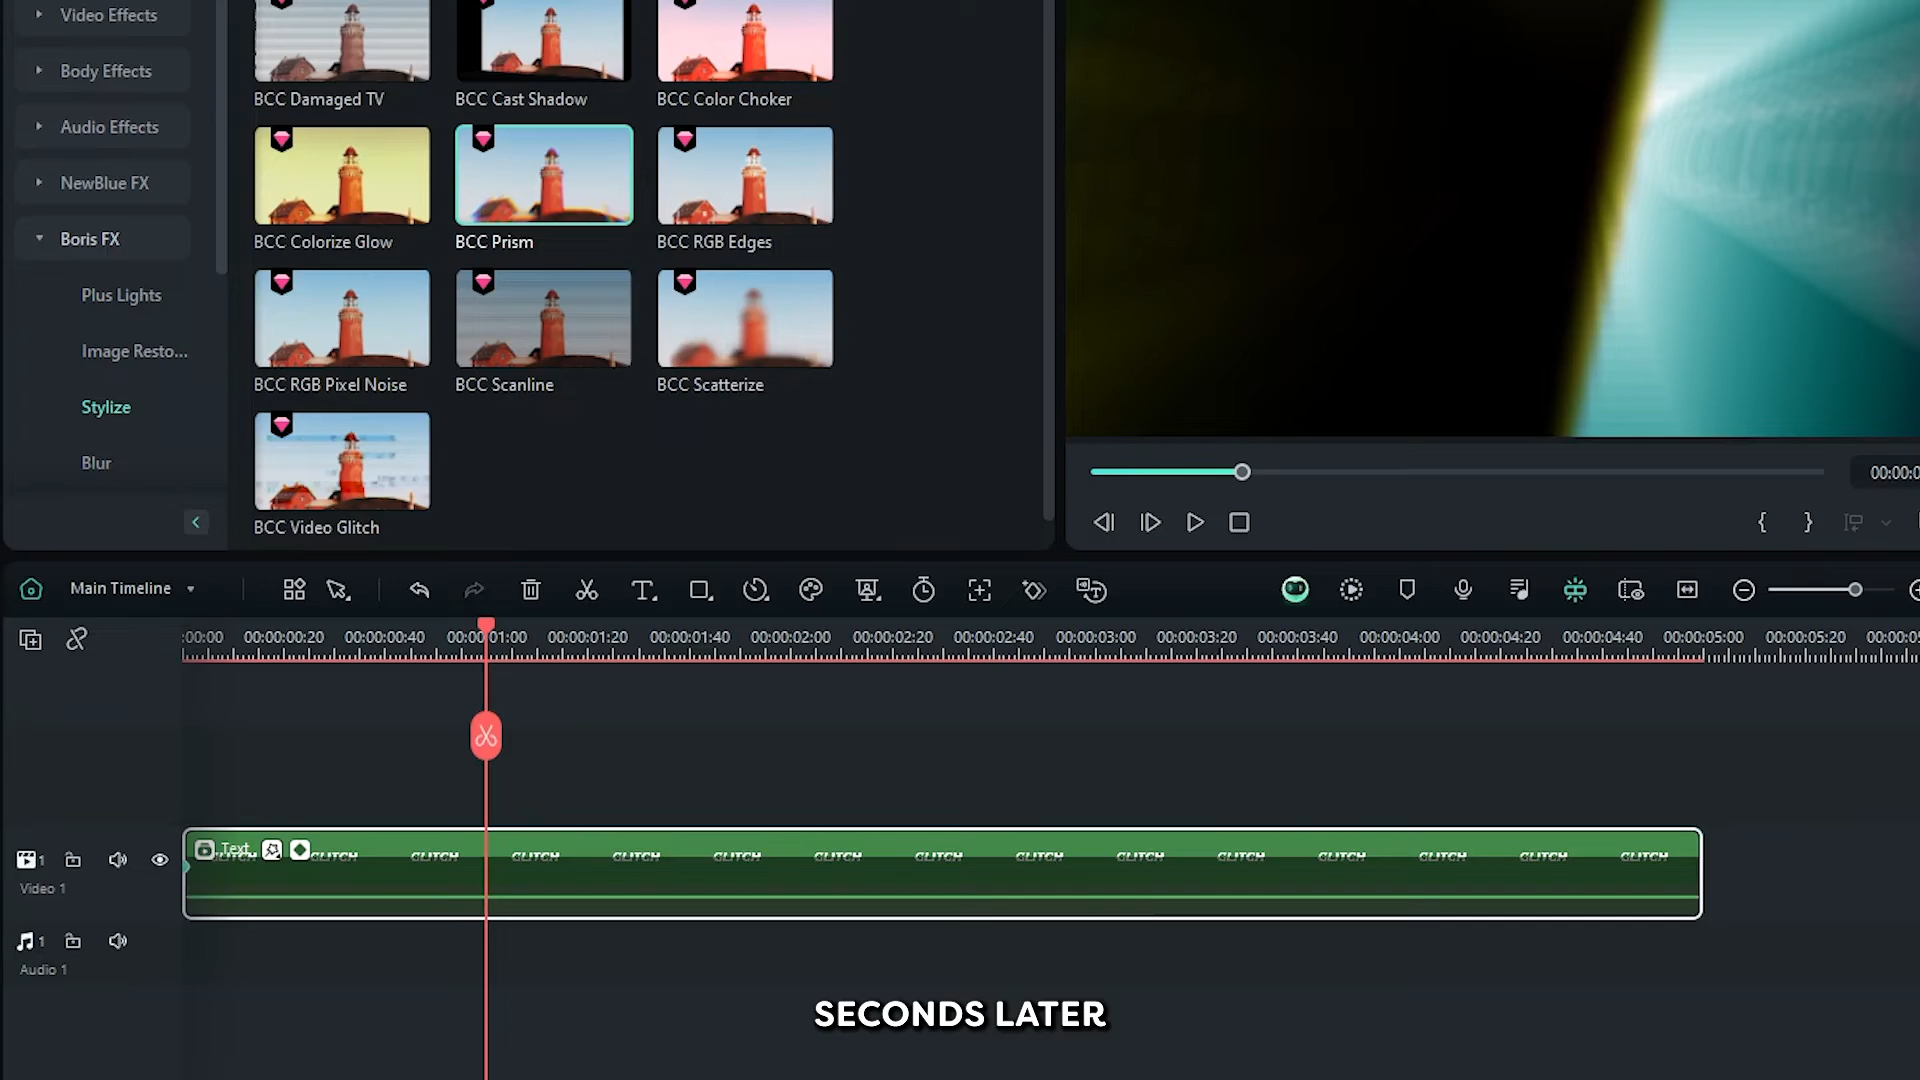 Video Effects
Body Effects
Audio Effects
NewBlue FX
Boris FX
Plus Lights
Image Resto...
Stylize
Blur
BCC Damaged TV
BCC Cast Shadow
BCC Color Choker
BCC Colorize Glow
BCC Prism
BCC RGB Edges
BCC RGB Pixel Noise
BCC Scanline
BCC Scatterize
BCC Video Glitch
00:00:0
Main Timeline
:00:00 00:00:00:20 00:00:00:40 00:00:01:00 00:00:01:20 00:00:01:40 00:00:02:00 00:00:02:20 00:00:02:40 00:00:03:00 00:00:03:20 00:00:03:40 00:00:04:00 00:00:04:20 00:00:04:40 00:00:05:00 00:00:05:20 00:00:0
Text
GLITCH GLITCH GLITCH GLITCH GLITCH GLITCH GLITCH GLITCH GLITCH GLITCH GLITCH GLITCH GLITCH GLITCH GLITCH
1
Video 1
1
Audio 1
SECONDS LATER